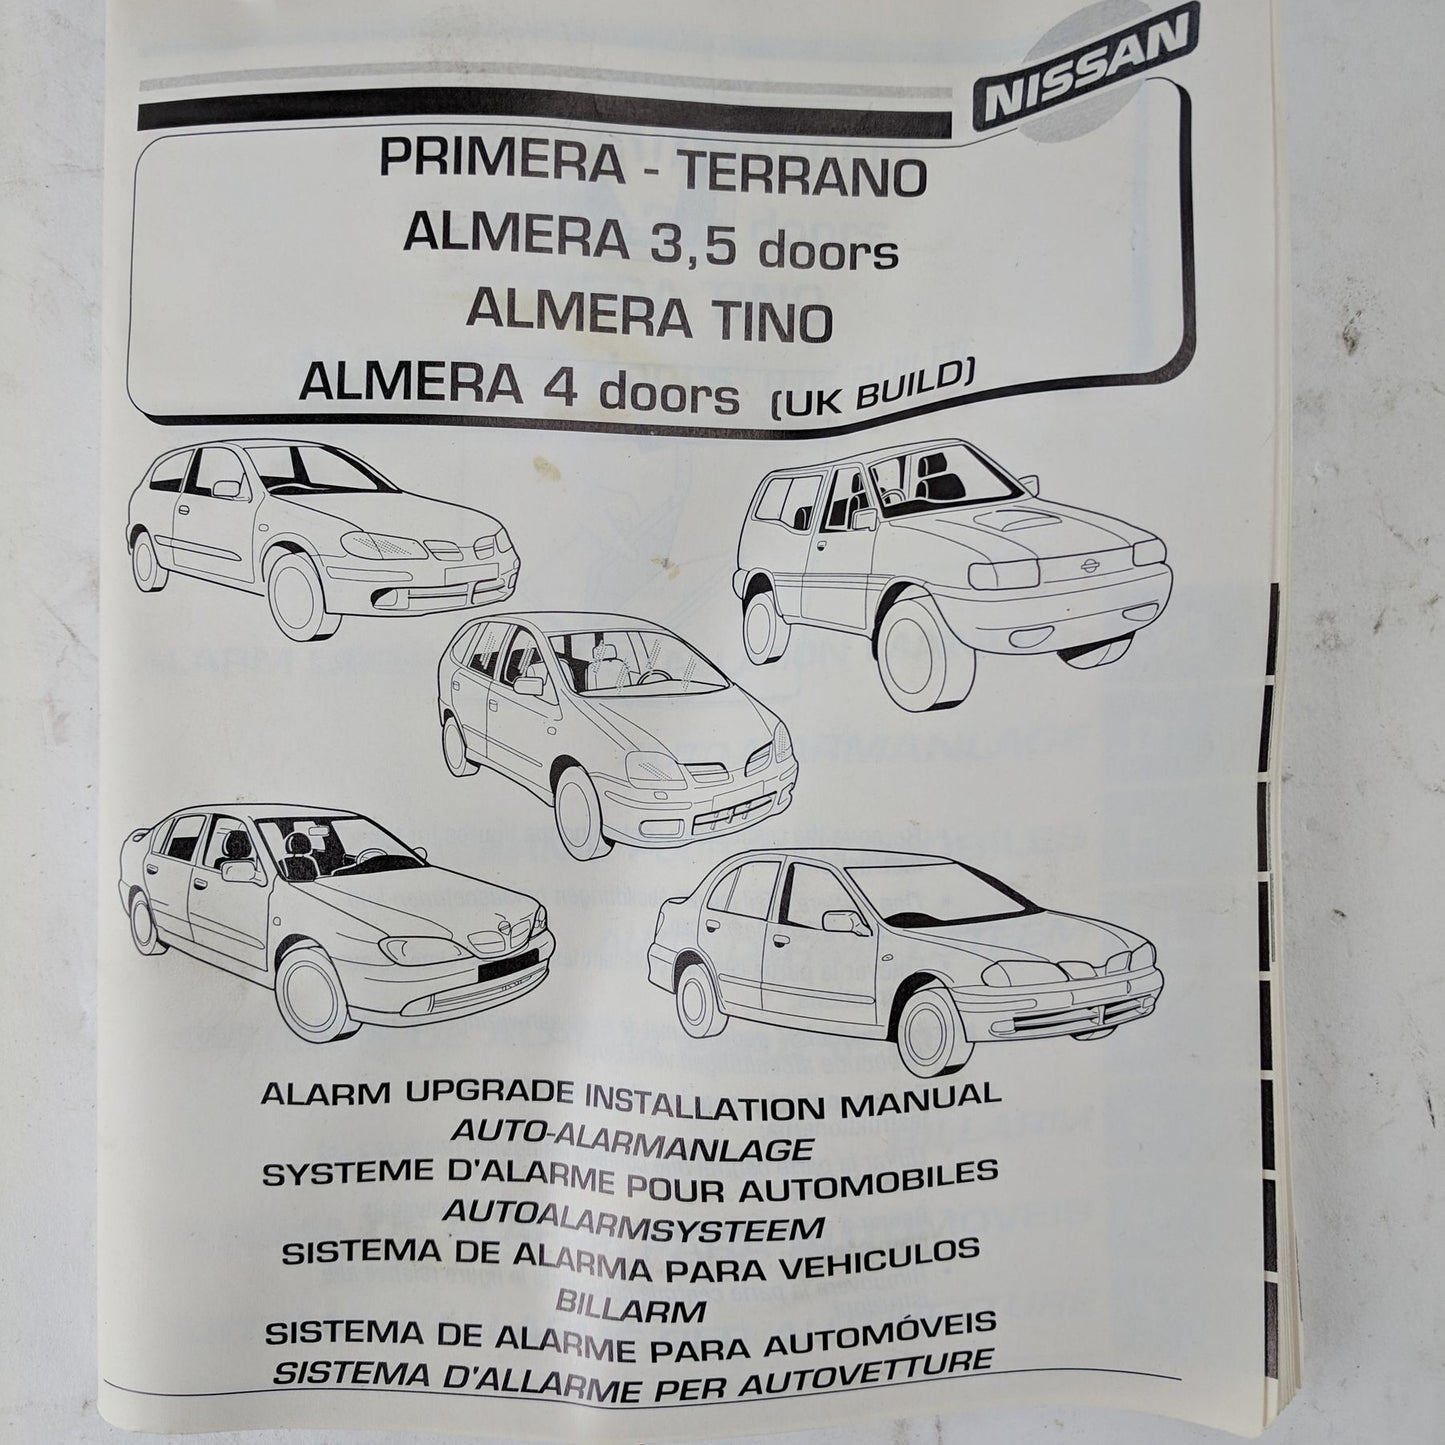 NISSAN
PRIMERA - TERRANO
ALMERA 3,5 doors
ALMERA TINO
ALMERA 4 doors (UK BUILD)
ALARM UPGRADE INSTALLATION MANUAL
AUTO-ALARMANLAGE
SYSTEME D'ALARME POUR AUTOMOBILES
AUTOALARMSYSTEEM
SISTEMA DE ALARMA PARA VEHICULOS
BILLARM
SISTEMA DE ALARME PARA AUTOMÓVEIS
SISTEMA D'ALLARME PER AUTOVETTURE